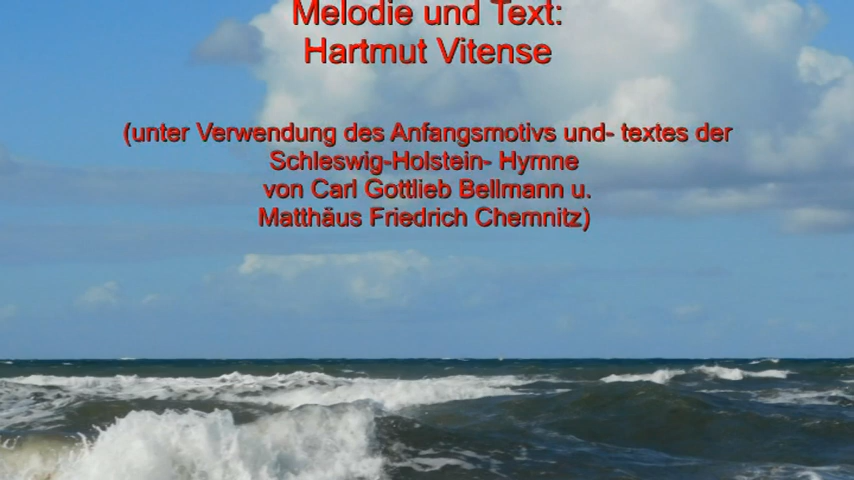 Melodie und Text:
Hartmut Vitense
(unter Verwendung des Anfangsmotivs und- textes der
Schleswig-Holstein- Hymne
von Carl Gottlieb Bellmann u.
Matthäus Friedrich Chemnitz)